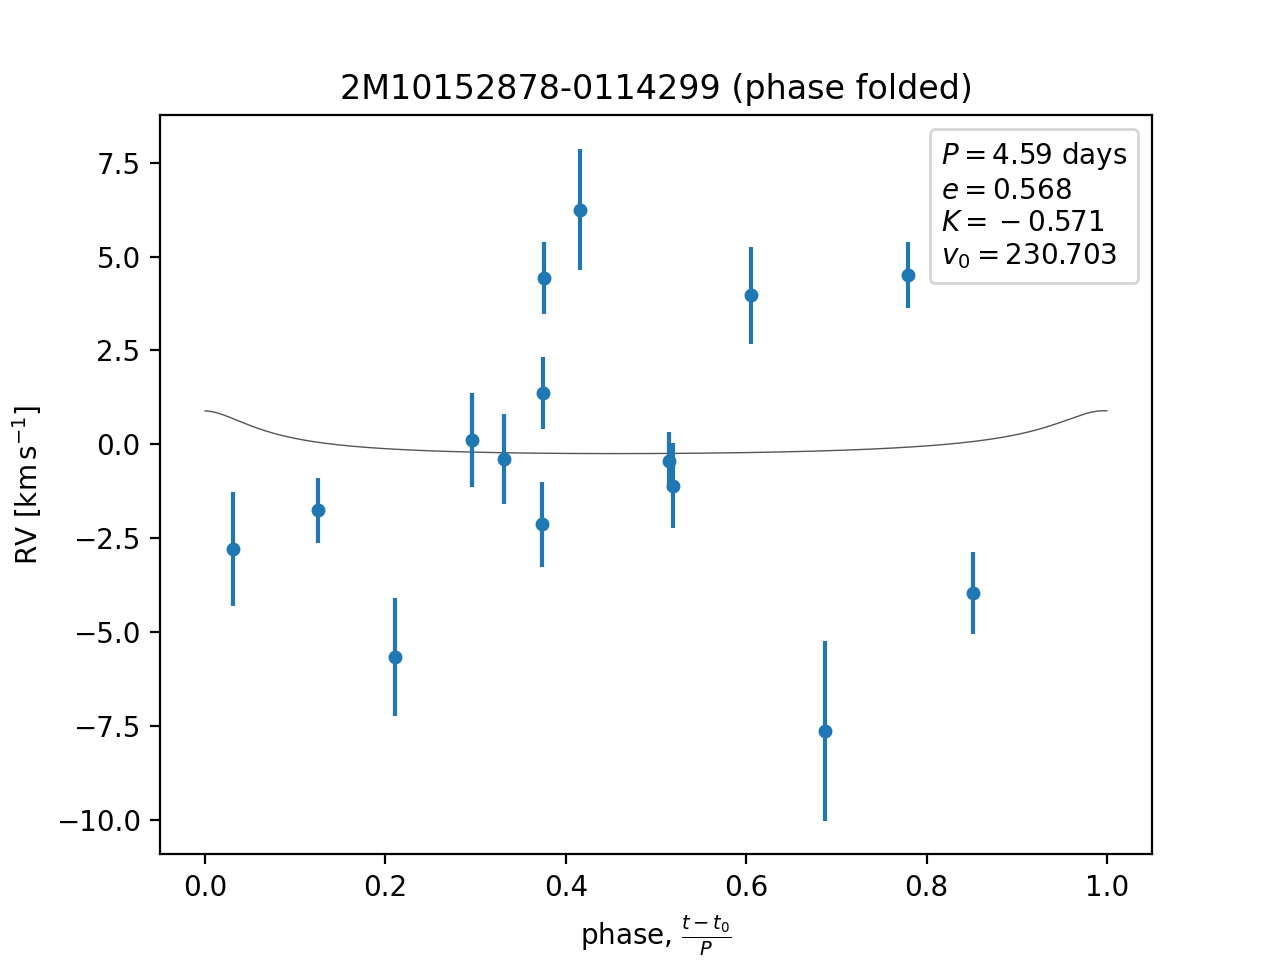 2M10152878-0114299 (phase folded)
P = 4.59 days
e = 0.568
K = −0.571
v₀ = 230.703
7.5
5.0
2.5
0.0
−2.5
−5.0
−7.5
−10.0
RV [km s⁻¹]
0.0 0.2 0.4 0.6 0.8 1.0
phase, (t − t₀)/P